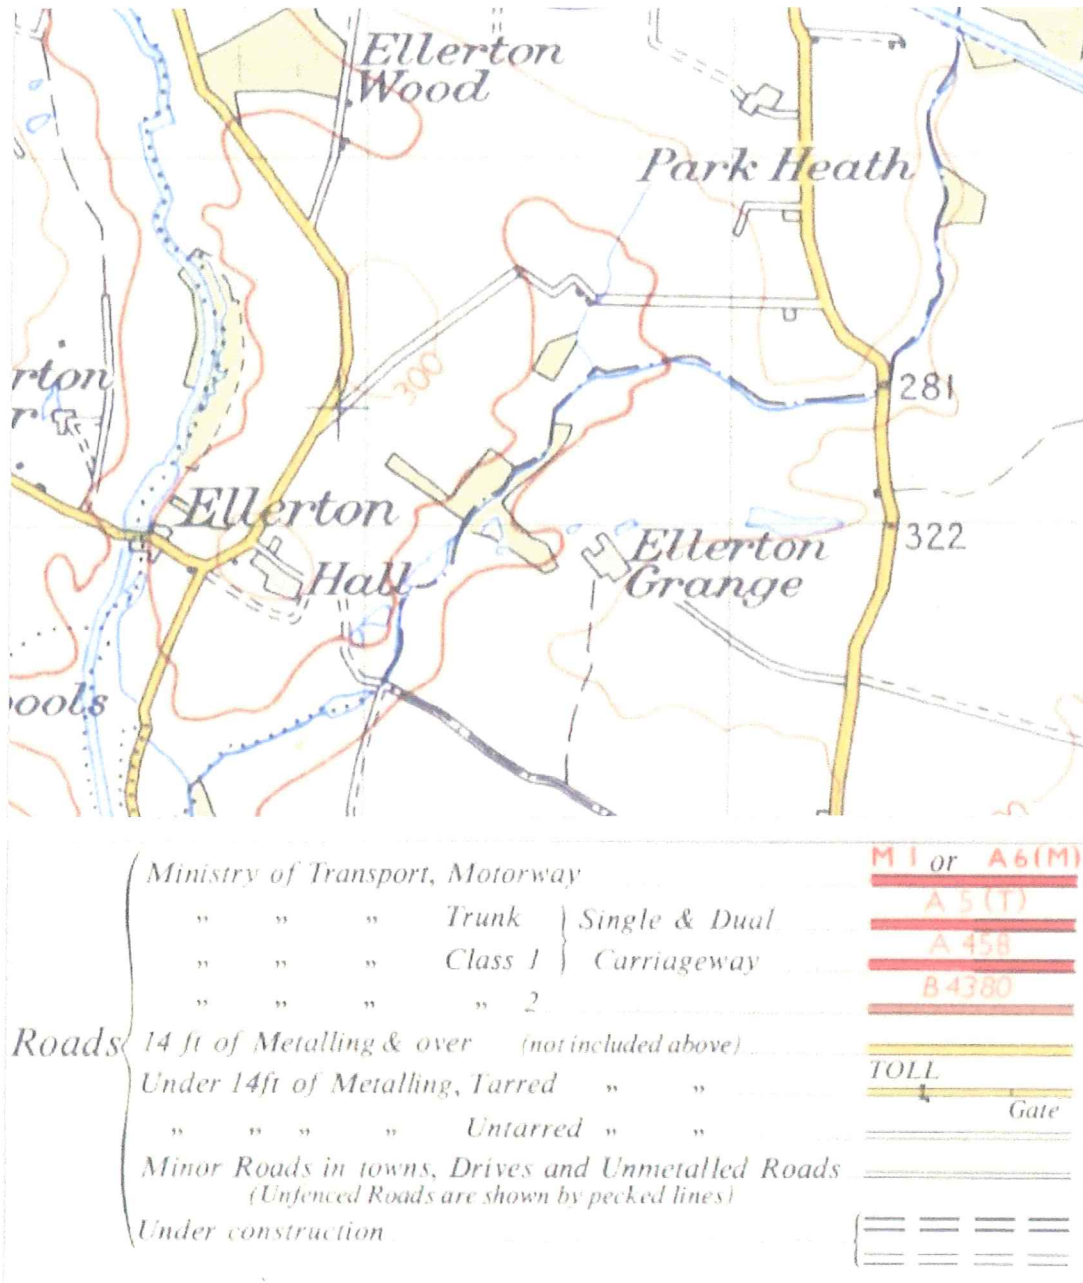 Ellerton
Wood
Park Heath
300
281
rton
r
Ellerton
Hall
322
Ellerton
Grange
ools
Roads
Ministry of Transport, Motorway M 1 or A 6 (M)
" " " Trunk } Single & Dual A 5 (T)
" " " Class 1 } Carriageway A 458
" " " " 2 B 4380
14 ft of Metalling & over (not included above)
Under 14ft of Metalling, Tarred " " TOLL
Gate
" " " " Untarred " "
Minor Roads in towns, Drives and Unmetalled Roads
(Unfenced Roads are shown by pecked lines)
Under construction